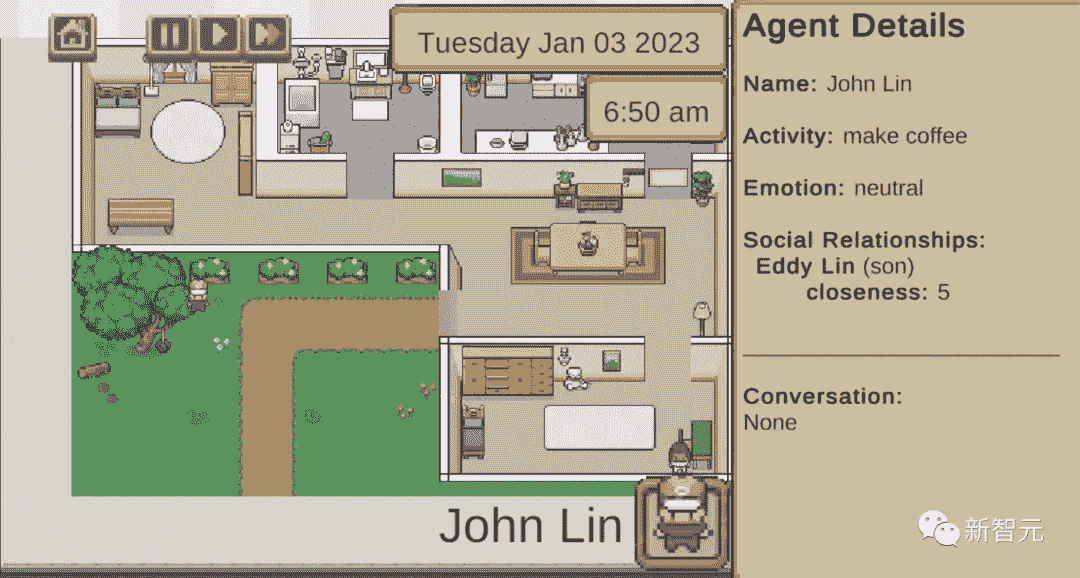 Tuesday Jan 03 2023
6:50 am
John Lin
Agent Details
Name: John Lin
Activity: make coffee
Emotion: neutral
Social Relationships:
Eddy Lin (son)
closeness: 5
Conversation:
None
新智元